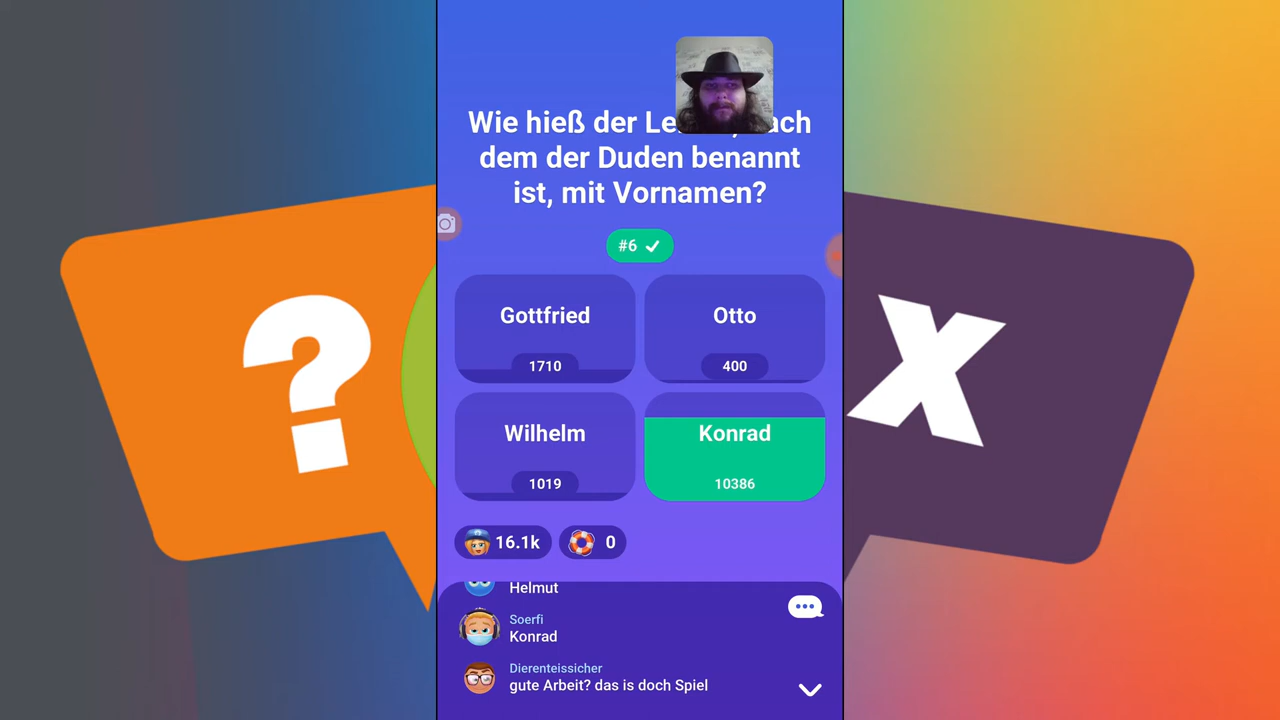 ?
X
Wie hieß der ach
dem der Duden benannt
ist, mit Vornamen?
#6
Gottfried
1710
Otto
400
Wilhelm
1019
Konrad
10386
16.1k
0
Helmut
Soerfi
Konrad
Dierenteissicher
gute Arbeit? das is doch Spiel